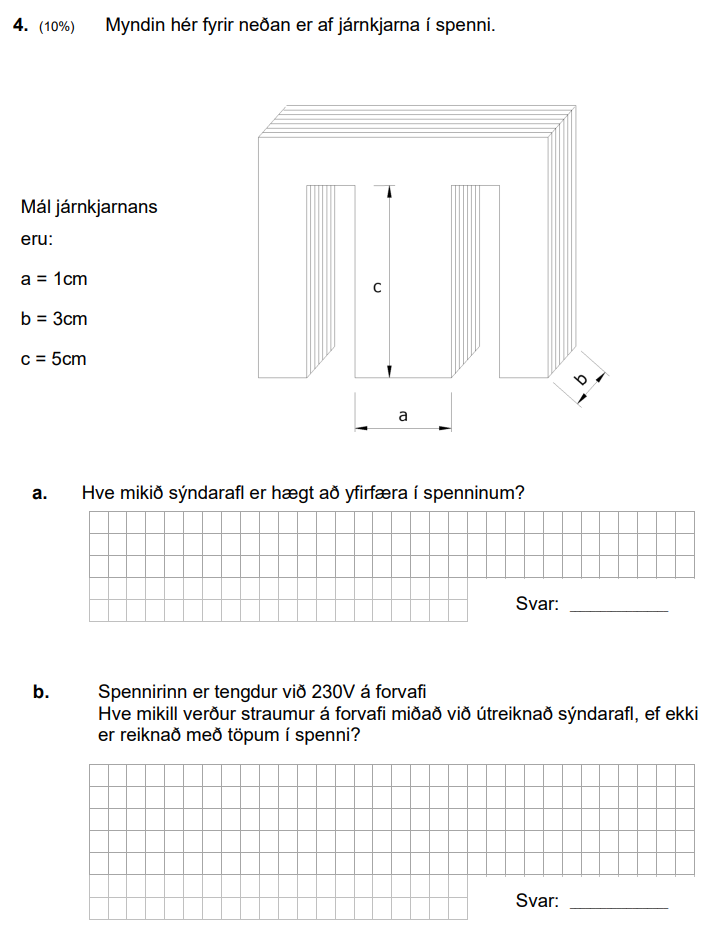 4. (10%) Myndin hér fyrir neðan er af járnkjarna í spenni.
Mál járnkjarnans
eru:
a = 1cm
b = 3cm
c = 5cm
c
b
a
a. Hve mikið sýndarafl er hægt að yfirfæra í spenninum?
Svar: __________
b. Spennirinn er tengdur við 230V á forvafi
Hve mikill verður straumur á forvafi miðað við útreiknað sýndarafl, ef ekki
er reiknað með töpum í spenni?
Svar: __________